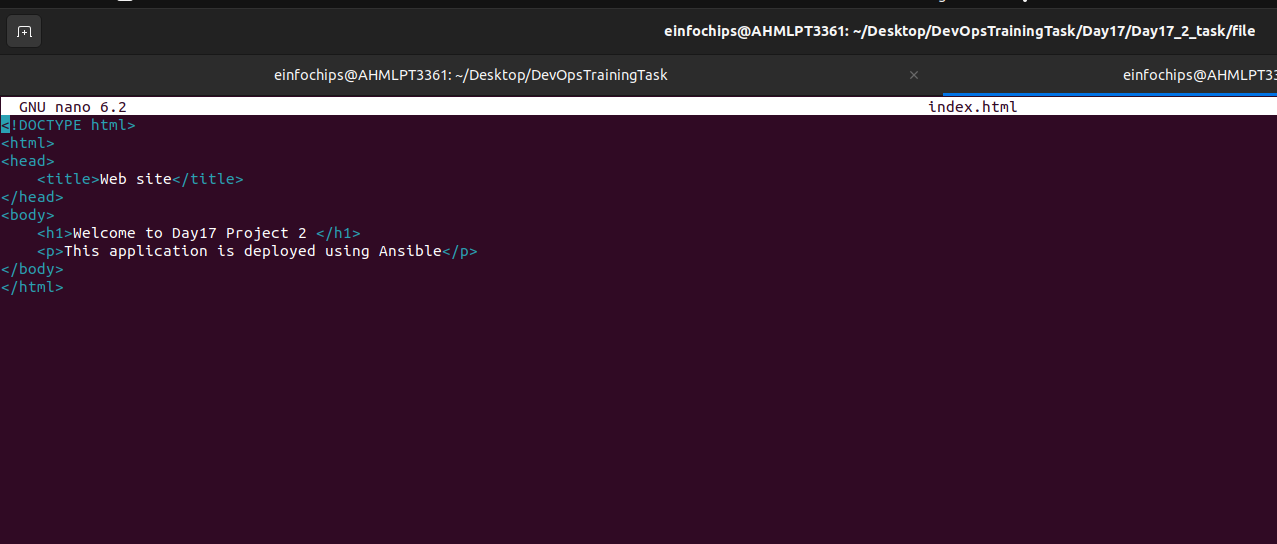 einfochips@AHMLPT3361: ~/Desktop/DevOpsTrainingTask/Day17/Day17_2_task/file
einfochips@AHMLPT3361: ~/Desktop/DevOpsTrainingTask × einfochips@AHMLPT33
GNU nano 6.2 index.html
<!DOCTYPE html>
<html>
<head>
    <title>Web site</title>
</head>
<body>
    <h1>Welcome to Day17 Project 2 </h1>
    <p>This application is deployed using Ansible</p>
</body>
</html>